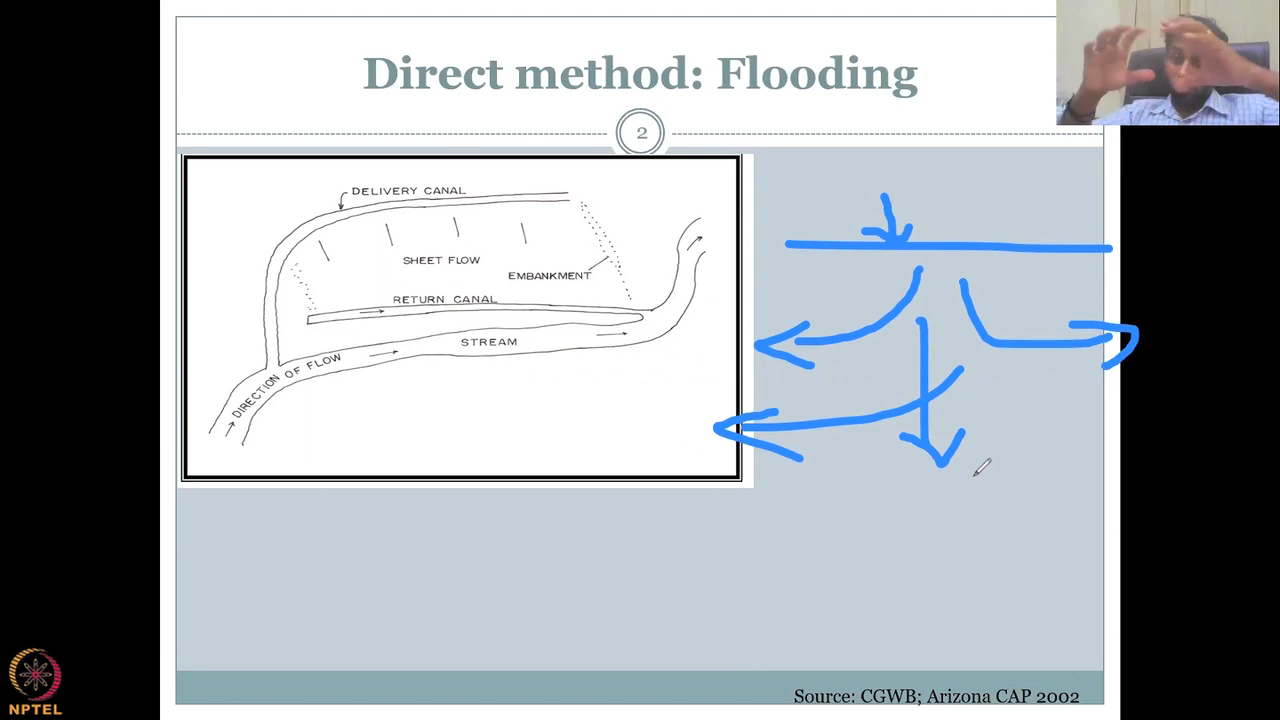 Direct method: Flooding
2
DELIVERY CANAL
SHEET FLOW
EMBANKMENT
RETURN CANAL
STREAM
DIRECTION OF FLOW
Source: CGWB; Arizona CAP 2002
NPTEL